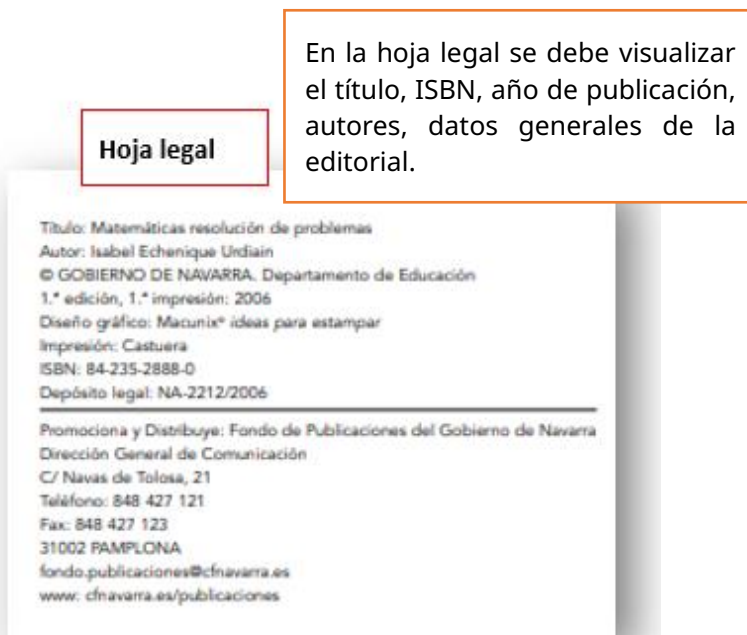 En la hoja legal se debe visualizar
el título, ISBN, año de publicación,
autores, datos generales de la
editorial.
Hoja legal
Título: Matemáticas resolución de problemas
Autor: Isabel Echenique Urdiain
© GOBIERNO DE NAVARRA. Departamento de Educación
1.ª edición, 1.ª impresión: 2006
Diseño gráfico: Macunix® ideas para estampar
Impresión: Castuera
ISBN: 84-235-2888-0
Depósito legal: NA-2212/2006
Promociona y Distribuye: Fondo de Publicaciones del Gobierno de Navarra
Dirección General de Comunicación
C/ Navas de Tolosa, 21
Teléfono: 848 427 121
Fax: 848 427 123
31002 PAMPLONA
fondo.publicaciones@cfnavarra.es
www: cfnavarra.es/publicaciones